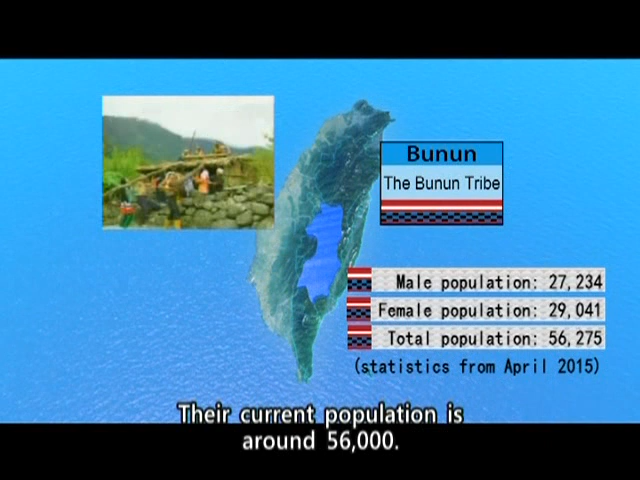 Bunun
The Bunun Tribe
Male population: 27,234
Female population: 29,041
Total population: 56,275
(statistics from April 2015)
Their current population is
around 56,000.